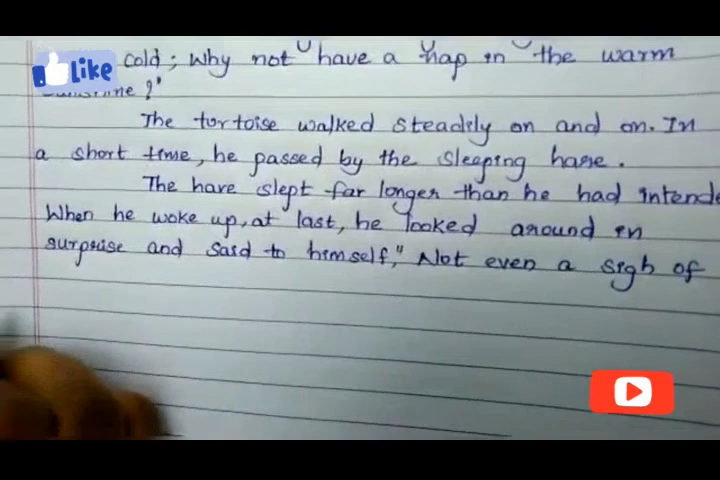 Like
cold; Why not have a nap in the warm
sunshine?"
The tortoise walked steadily on and on. In
a short time, he passed by the sleeping hare.
The hare slept far longer than he had intende
When he woke up, at last, he looked around in
surprise and said to himself," Not even a sigh of